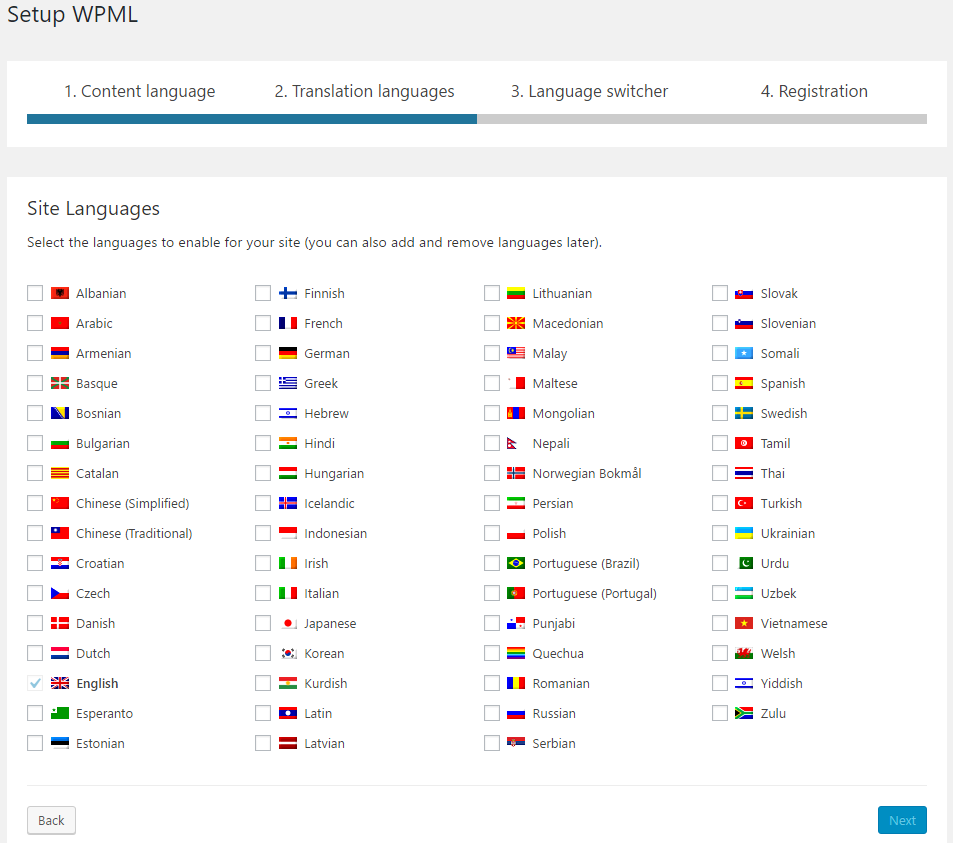 Setup WPML
1. Content language
2. Translation languages
3. Language switcher
4. Registration
Site Languages
Select the languages to enable for your site (you can also add and remove languages later).
Albanian
Arabic
Armenian
Basque
Bosnian
Bulgarian
Catalan
Chinese (Simplified)
Chinese (Traditional)
Croatian
Czech
Danish
Dutch
English
Esperanto
Estonian
Finnish
French
German
Greek
Hebrew
Hindi
Hungarian
Icelandic
Indonesian
Irish
Italian
Japanese
Korean
Kurdish
Latin
Latvian
Lithuanian
Macedonian
Malay
Maltese
Mongolian
Nepali
Norwegian Bokmål
Persian
Polish
Portuguese (Brazil)
Portuguese (Portugal)
Punjabi
Quechua
Romanian
Russian
Serbian
Slovak
Slovenian
Somali
Spanish
Swedish
Tamil
Thai
Turkish
Ukrainian
Urdu
Uzbek
Vietnamese
Welsh
Yiddish
Zulu
Back
Next